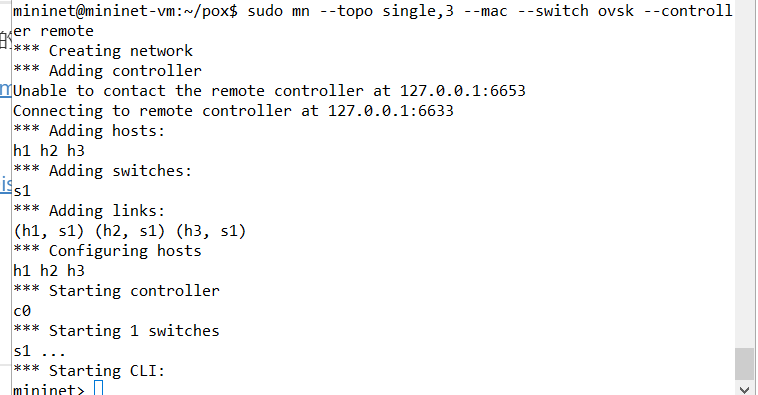 mininet@mininet-vm:~/pox$ sudo mn --topo single,3 --mac --switch ovsk --controll
er remote
*** Creating network
*** Adding controller
Unable to contact the remote controller at 127.0.0.1:6653
Connecting to remote controller at 127.0.0.1:6633
*** Adding hosts:
h1 h2 h3
*** Adding switches:
s1
*** Adding links:
(h1, s1) (h2, s1) (h3, s1)
*** Configuring hosts
h1 h2 h3
*** Starting controller
c0
*** Starting 1 switches
s1 ...
*** Starting CLI:
mininet>